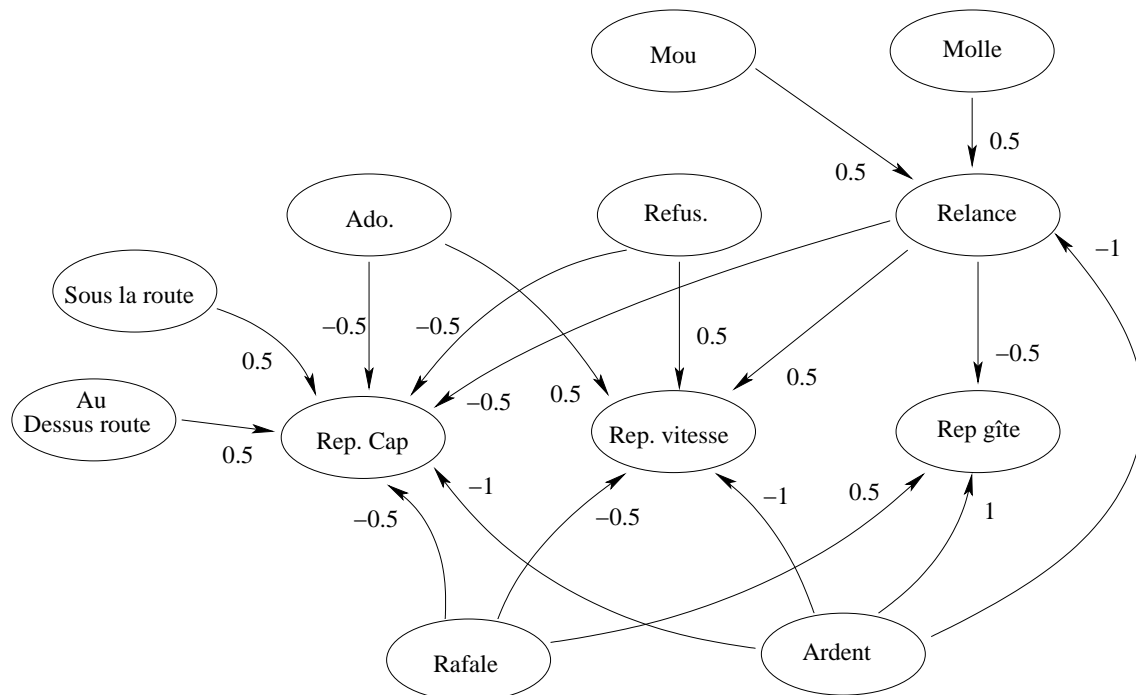 Mou
Molle
0.5
0.5
Ado.
Refus.
Relance
−1
Sous la route
−0.5
−0.5
0.5
−0.5
0.5
0.5
−0.5
0.5
Au
Dessus route
0.5
Rep. Cap
Rep. vitesse
Rep gîte
−1
−0.5
−0.5
−1
0.5
1
Rafale
Ardent